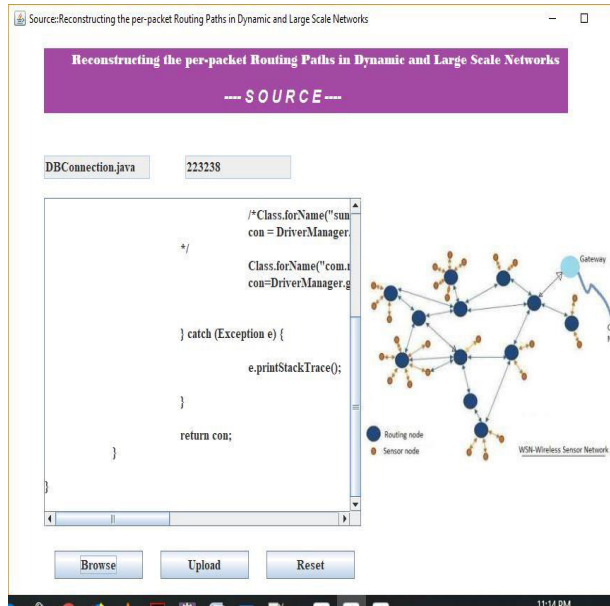 Source::Reconstructing the per-packet Routing Paths in Dynamic and Large Scale Networks
Reconstructing the per-packet Routing Paths in Dynamic and Large Scale Networks
---- S O U R C E ----
DBConnection.java 223238
/*Class.forName("sun
con = DriverManager.
*/
Class.forName("com.
con=DriverManager.g
} catch (Exception e) {
e.printStackTrace();
}
return con;
}
}
Gateway
Routing node
Sensor node
WSN-Wireless Sensor Network
Browse Upload Reset
11:14 PM